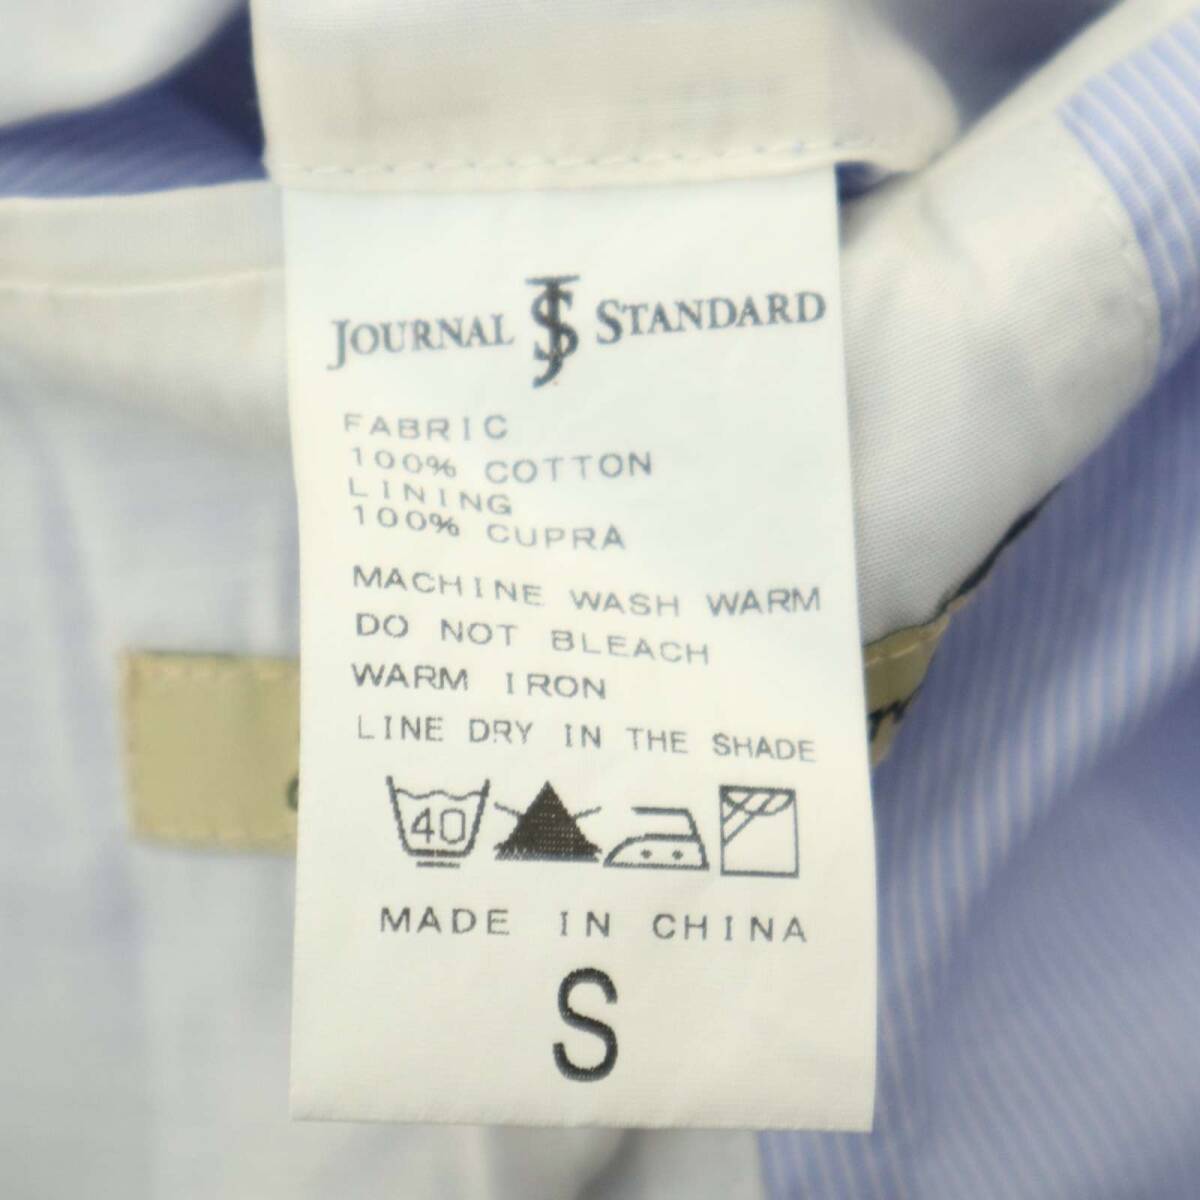 JOURNAL JS STANDARD
FABRIC
100% COTTON
LINING
100% CUPRA
MACHINE WASH WARM
DO NOT BLEACH
WARM IRON
LINE DRY IN THE SHADE
40
MADE IN CHINA
S